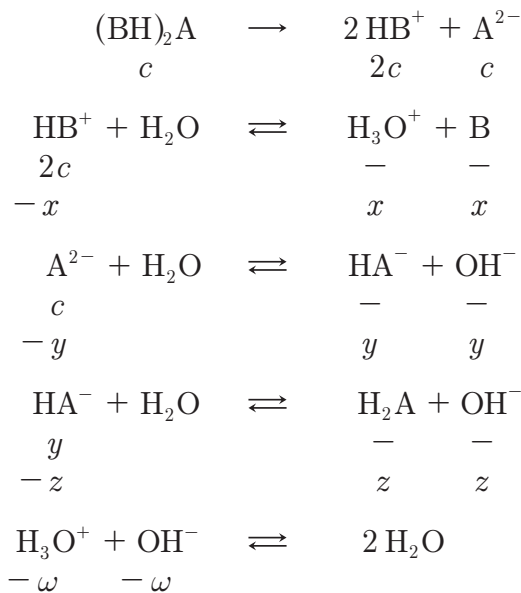 (BH)₂A ⟶ 2 HB⁺ + A²⁻
c 2c c
HB⁺ + H₂O ⇄ H₃O⁺ + B
2c − −
− x x x
A²⁻ + H₂O ⇄ HA⁻ + OH⁻
c − −
− y y y
HA⁻ + H₂O ⇄ H₂A + OH⁻
y − −
− z z z
H₃O⁺ + OH⁻ ⇄ 2 H₂O
− ω − ω